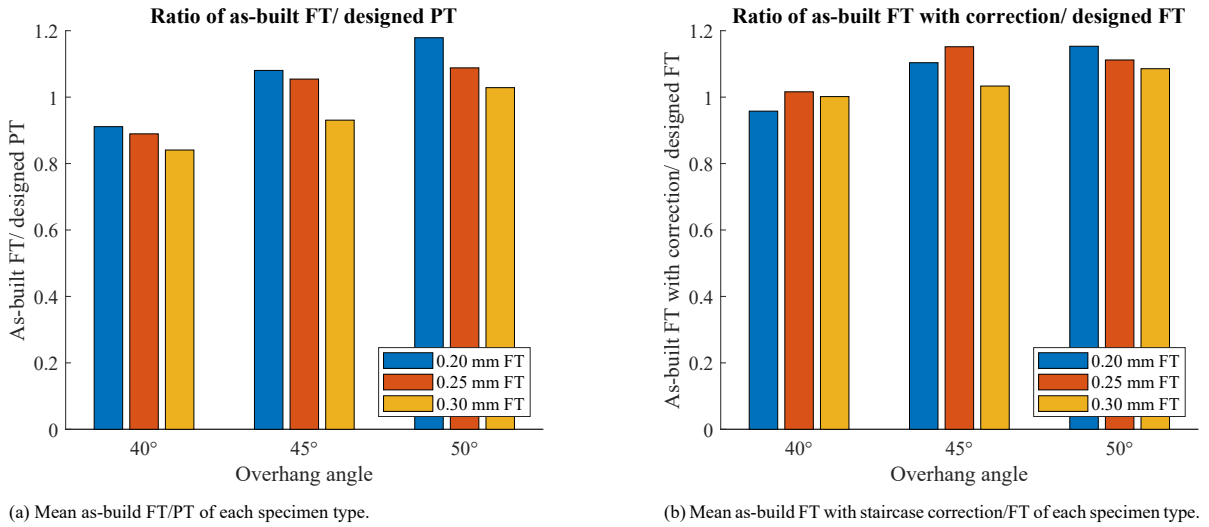 Ratio of as-built FT/ designed PT
As-built FT/ designed PT
1.2
1
0.8
0.6
0.4
0.2
0
0.20 mm FT
0.25 mm FT
0.30 mm FT
40°
45°
50°
Overhang angle
(a) Mean as-build FT/PT of each specimen type.
Ratio of as-built FT with correction/ designed FT
As-built FT with correction/ designed FT
1.2
1
0.8
0.6
0.4
0.2
0
0.20 mm FT
0.25 mm FT
0.30 mm FT
40°
45°
50°
Overhang angle
(b) Mean as-build FT with staircase correction/FT of each specimen type.